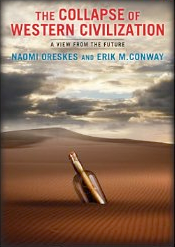 THE COLLAPSE OF
WESTERN CIVILIZATION
A VIEW FROM THE FUTURE
NAOMI ORESKES AND ERIK M. CONWAY